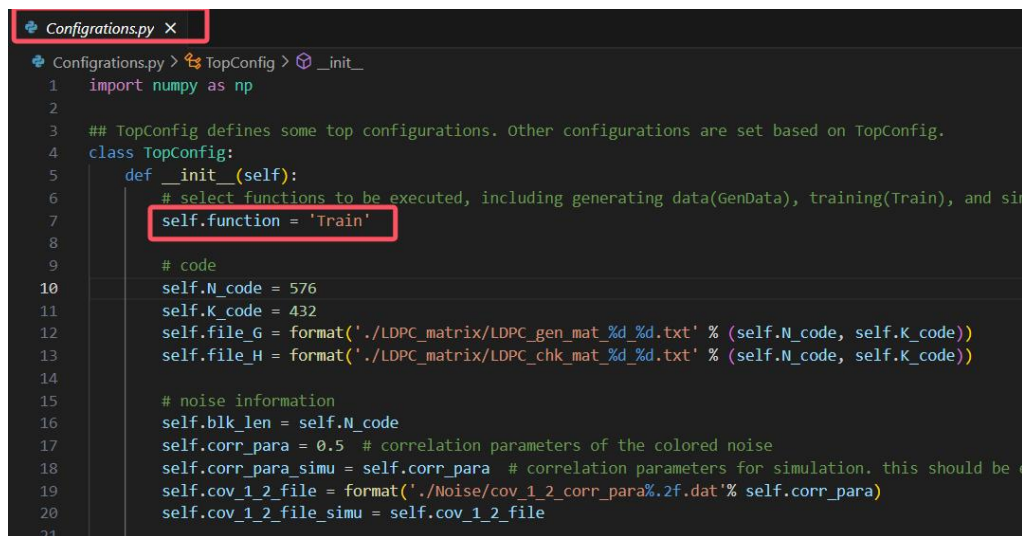 Configrations.py ×
Configrations.py > TopConfig > __init__
1 import numpy as np
2
3 ## TopConfig defines some top configurations. Other configurations are set based on TopConfig.
4 class TopConfig:
5 def __init__(self):
6 # select functions to be executed, including generating data(GenData), training(Train), and
7 self.function = 'Train'
8
9 # code
10 self.N_code = 576
11 self.K_code = 432
12 self.file_G = format('./LDPC_matrix/LDPC_gen_mat_%d_%d.txt' % (self.N_code, self.K_code))
13 self.file_H = format('./LDPC_matrix/LDPC_chk_mat_%d_%d.txt' % (self.N_code, self.K_code))
14
15 # noise information
16 self.blk_len = self.N_code
17 self.corr_para = 0.5 # correlation parameters of the colored noise
18 self.corr_para_simu = self.corr_para # correlation parameters for simulation. this should be
19 self.cov_1_2_file = format('./Noise/cov_1_2_corr_para%.2f.dat'% self.corr_para)
20 self.cov_1_2_file_simu = self.cov_1_2_file
21